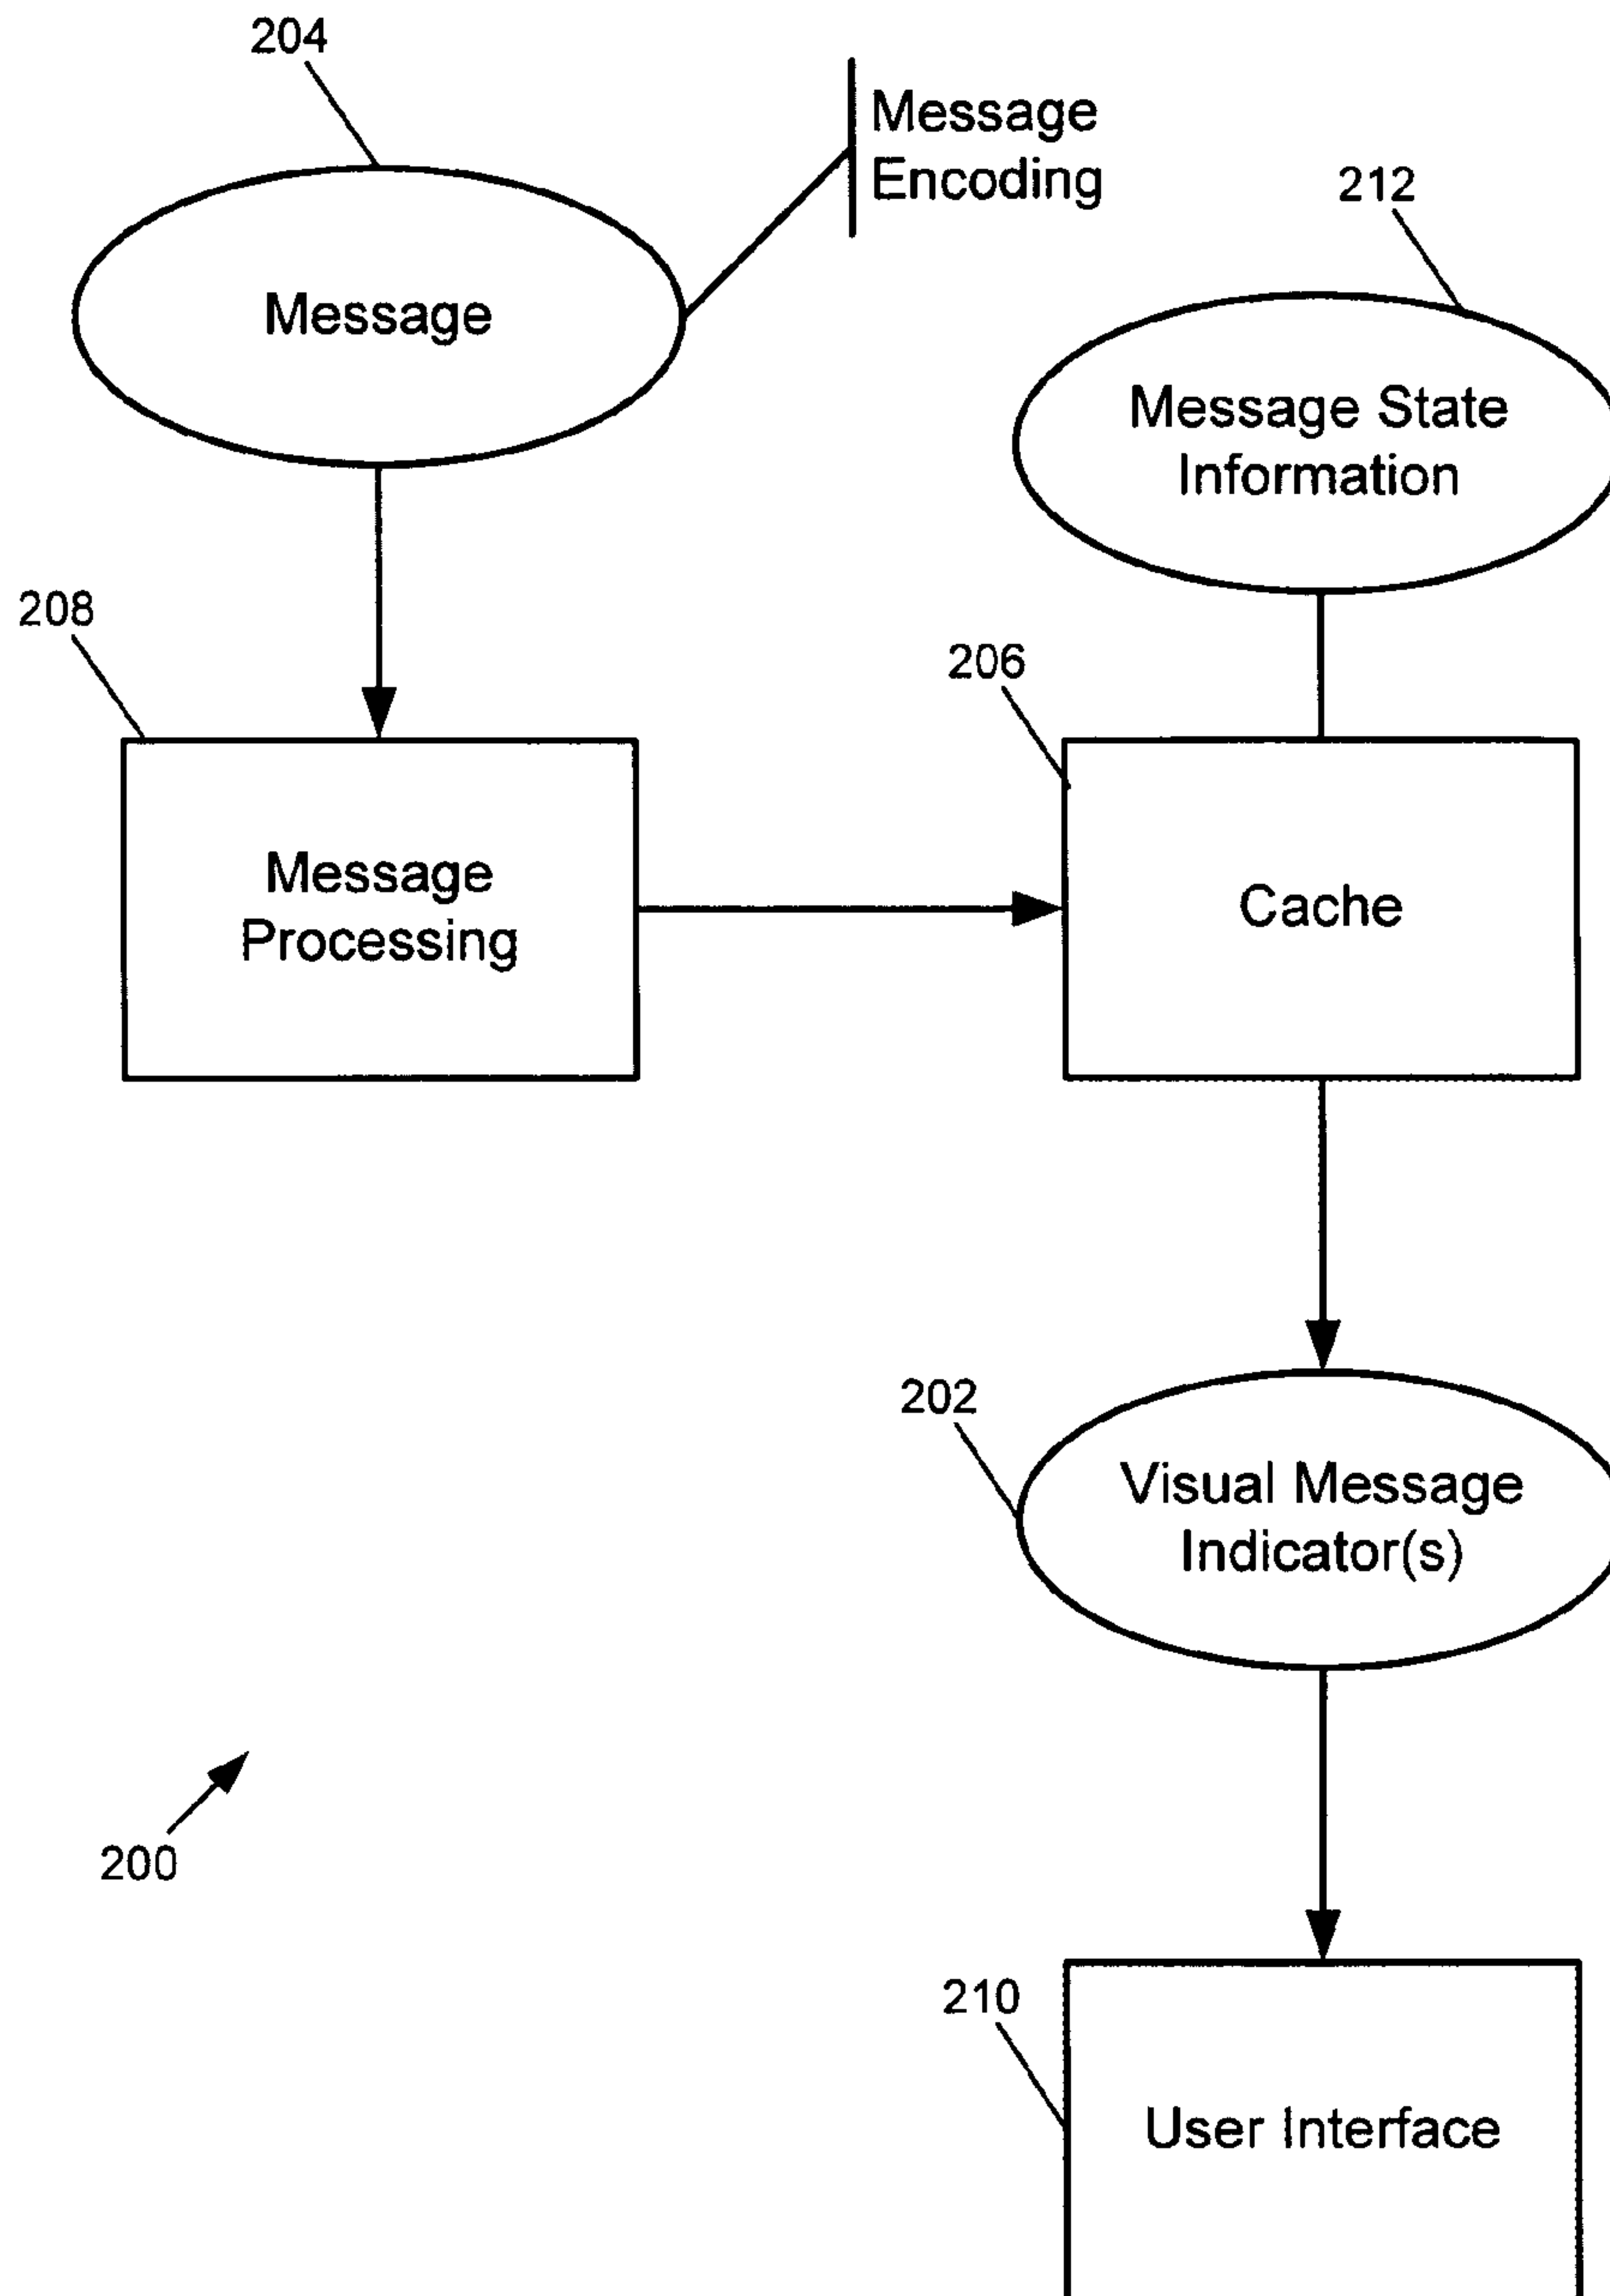 204
Message
Encoding
212
Message
Message State
Information
208
206
Message
Processing
Cache
202
Visual Message
Indicator(s)
200
210
User Interface